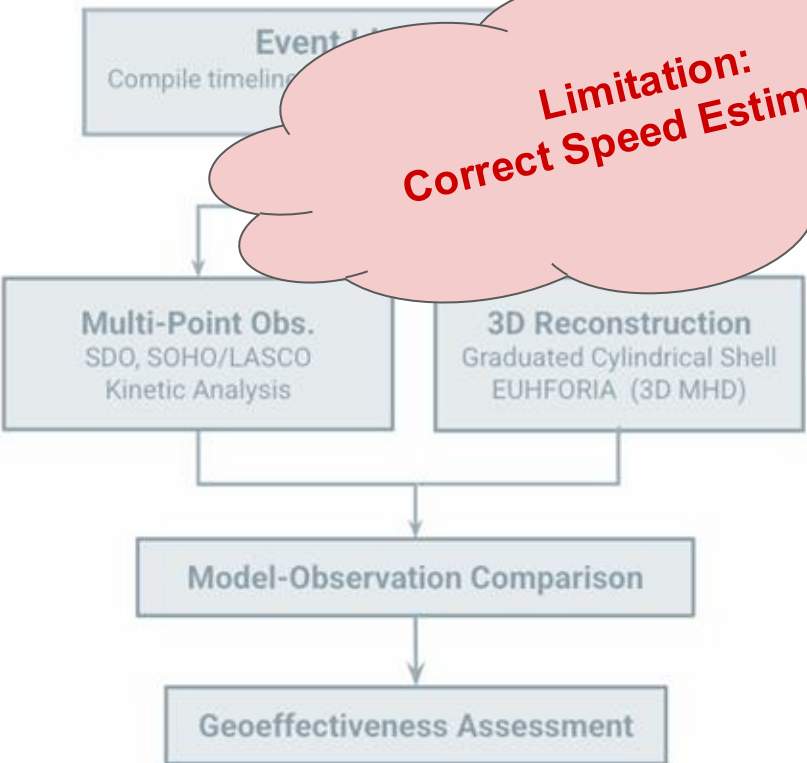 Event
Compile timeline
Limitation:
Correct Speed
Multi-Point Obs.
SDO, SOHO/LASCO
Kinetic Analysis
3D Reconstruction
Graduated Cylindrical Shell
EUHFORIA (3D MHD)
Model-Observation Comparison
Geoeffectiveness Assessment